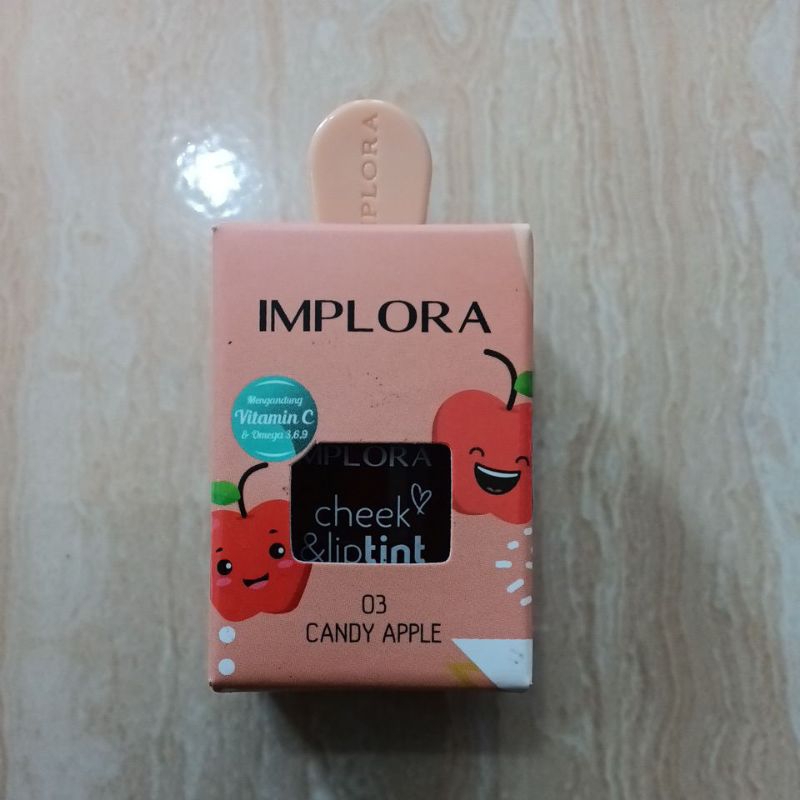 IMPLORA
IMPLORA
Mengandung
Vitamin C
& Omega 3,6,9
IMPLORA
cheek
&liptint
03
CANDY APPLE